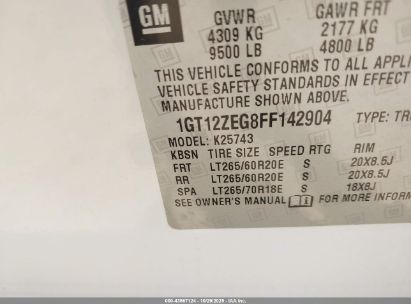 GM
GVWR GAWR FRT
4309 KG 2177 KG
9500 LB 4800 LB
THIS VEHICLE CONFORMS TO ALL APPL
VEHICLE SAFETY STANDARDS IN EFFECT
MANUFACTURE SHOWN ABOVE.
1GT12ZEG8FF142904 TYPE: TR
MODEL: K25743
KBSN TIRE SIZE SPEED RTG RIM
FRT LT265/60R20E S 20X8.5J
RR LT265/60R20E S 20X8.5J
SPA LT265/70R18E S 18X8J
SEE OWNER'S MANUAL FOR MORE INFORM